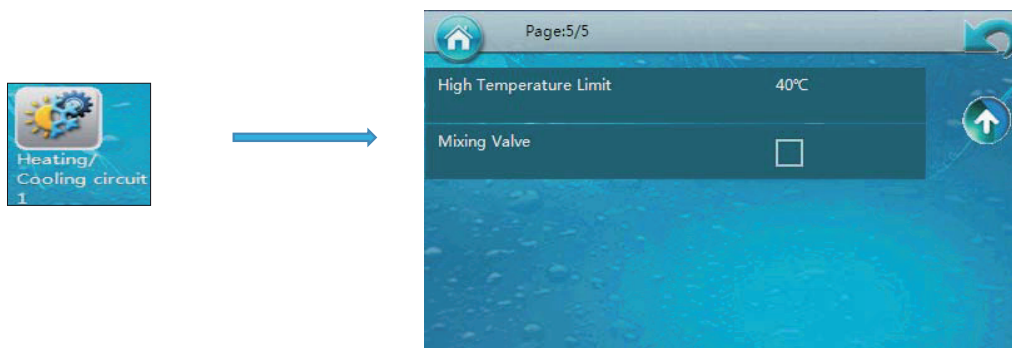 Heating/
Cooling circuit
1
Page:5/5
High Temperature Limit 40℃
Mixing Valve